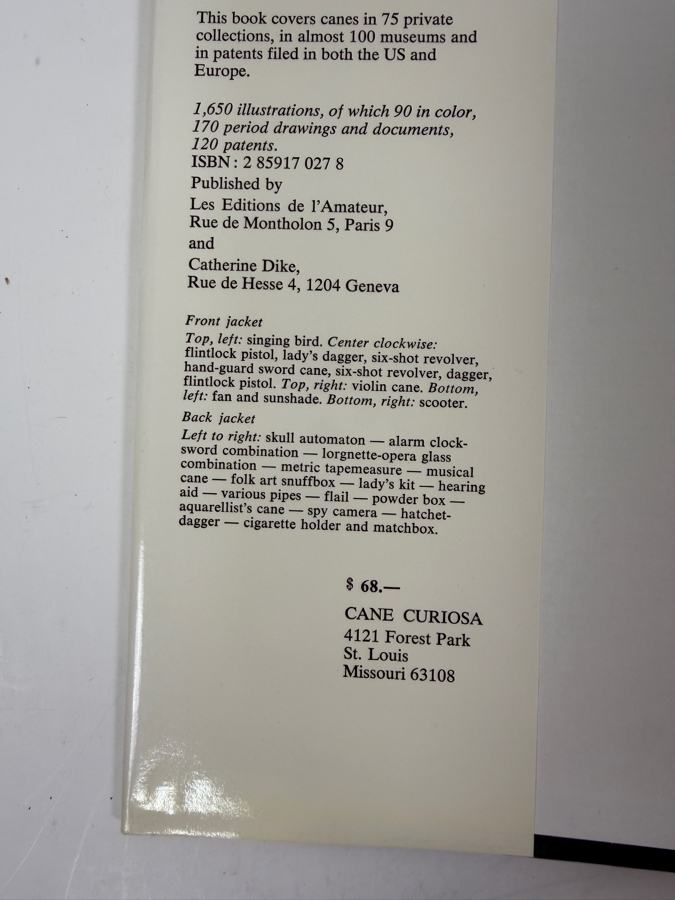 This book covers canes in 75 private
collections, in almost 100 museums and
in patents filed in both the US and
Europe.
1,650 illustrations, of which 90 in color,
170 period drawings and documents,
120 patents.
ISBN : 2 85917 027 8
Published by
Les Editions de l'Amateur,
Rue de Montholon 5, Paris 9
and
Catherine Dike,
Rue de Hesse 4, 1204 Geneva
Front jacket
Top, left: singing bird. Center clockwise:
flintlock pistol, lady's dagger, six-shot revolver,
hand-guard sword cane, six-shot revolver, dagger,
flintlock pistol. Top, right: violin cane. Bottom,
left: fan and sunshade. Bottom, right: scooter.
Back jacket
Left to right: skull automaton — alarm clock-
sword combination — lorgnette-opera glass
combination — metric tapemeasure — musical
cane — folk art snuffbox — lady's kit — hearing
aid — various pipes — flail — powder box —
aquarellist's cane — spy camera — hatchet-
dagger — cigarette holder and matchbox.
$ 68.—
CANE CURIOSA
4121 Forest Park
St. Louis
Missouri 63108